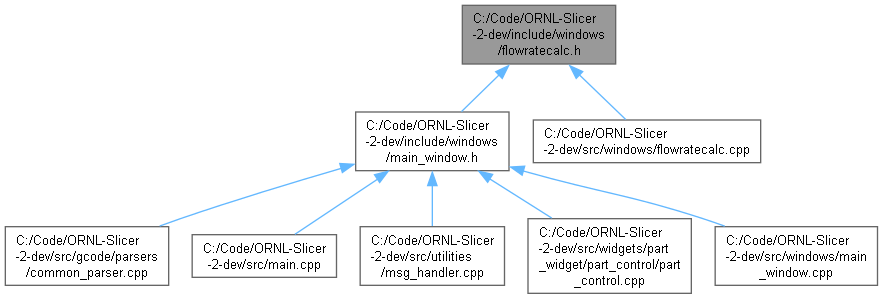 C:/Code/ORNL-Slicer
-2-dev/include/windows
/flowratecalc.h
C:/Code/ORNL-Slicer
-2-dev/include/windows
/main_window.h
C:/Code/ORNL-Slicer
-2-dev/src/windows/flowratecalc.cpp
C:/Code/ORNL-Slicer
-2-dev/src/gcode/parsers
/common_parser.cpp
C:/Code/ORNL-Slicer
-2-dev/src/main.cpp
C:/Code/ORNL-Slicer
-2-dev/src/utilities
/msg_handler.cpp
C:/Code/ORNL-Slicer
-2-dev/src/widgets/part
_widget/part_control/part
_control.cpp
C:/Code/ORNL-Slicer
-2-dev/src/windows/main
_window.cpp